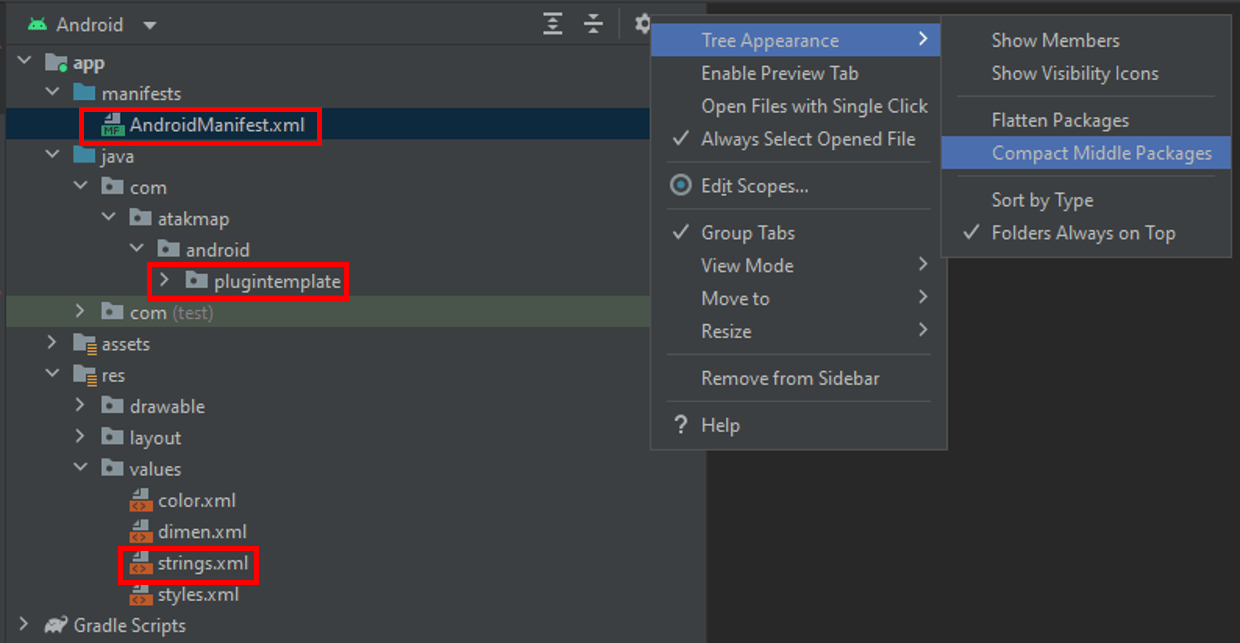 Android
app
manifests
AndroidManifest.xml
java
com
atakmap
android
plugintemplate
com (test)
assets
res
drawable
layout
values
color.xml
dimen.xml
strings.xml
styles.xml
Gradle Scripts
Tree Appearance
Enable Preview Tab
Open Files with Single Click
Always Select Opened File
Edit Scopes...
Group Tabs
View Mode
Move to
Resize
Remove from Sidebar
? Help
Show Members
Show Visibility Icons
Flatten Packages
Compact Middle Packages
Sort by Type
Folders Always on Top